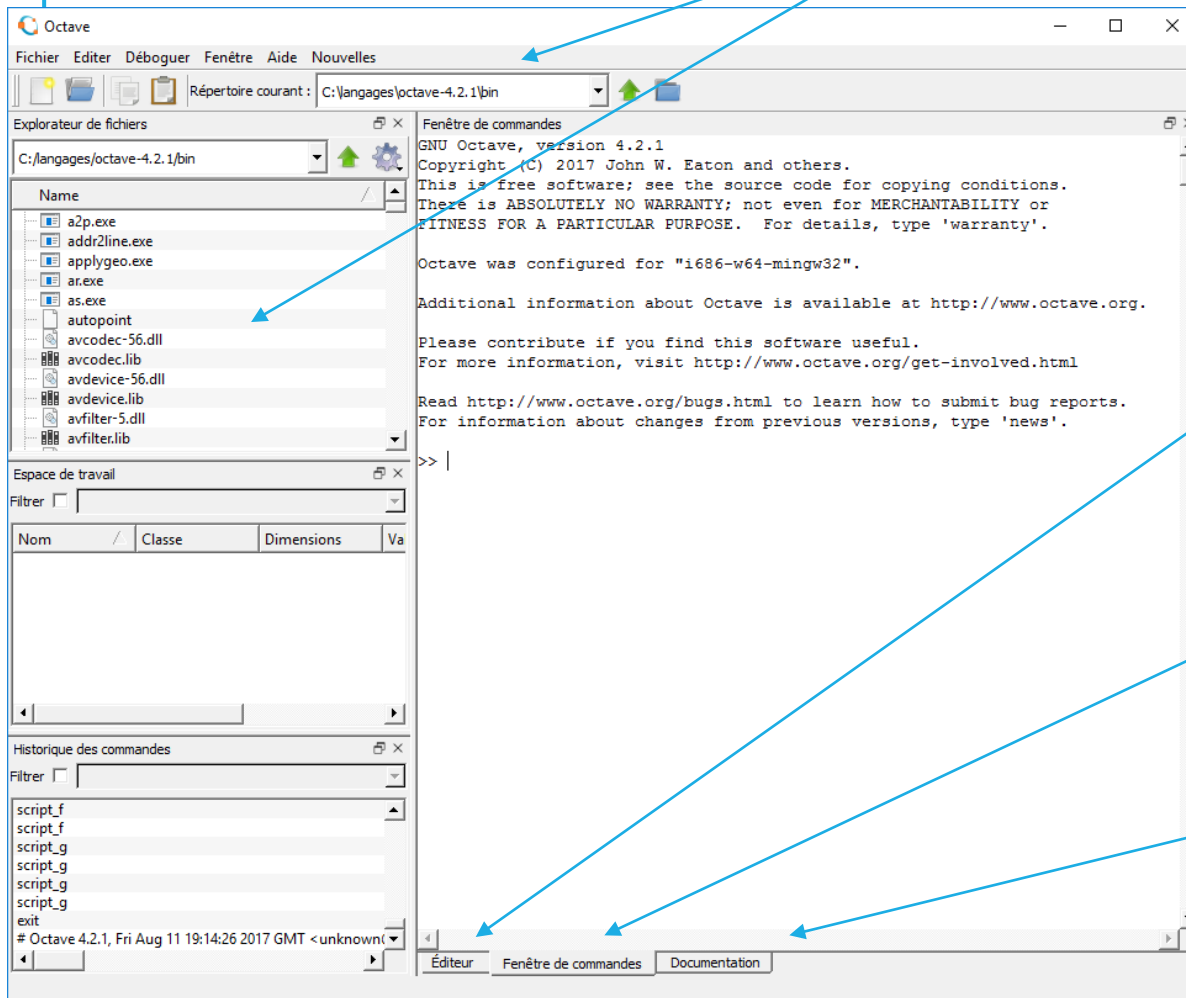 Octave
Fichier Editer Déboguer Fenêtre Aide Nouvelles
Répertoire courant : C:\langages\octave-4.2.1\bin
Explorateur de fichiers
C:/langages/octave-4.2.1/bin
Name
a2p.exe
addr2line.exe
applygeo.exe
ar.exe
as.exe
autopoint
avcodec-56.dll
avcodec.lib
avdevice-56.dll
avdevice.lib
avfilter-5.dll
avfilter.lib
Espace de travail
Filtrer
Nom Classe Dimensions Va
Historique des commandes
Filtrer
script_f
script_f
script_g
script_g
script_g
script_g
exit
# Octave 4.2.1, Fri Aug 11 19:14:26 2017 GMT <unknown(
Fenêtre de commandes
GNU Octave, version 4.2.1
Copyright (C) 2017 John W. Eaton and others.
This is free software; see the source code for copying conditions.
There is ABSOLUTELY NO WARRANTY; not even for MERCHANTABILITY or
FITNESS FOR A PARTICULAR PURPOSE.  For details, type 'warranty'.
Octave was configured for "i686-w64-mingw32".
Additional information about Octave is available at http://www.octave.org.
Please contribute if you find this software useful.
For more information, visit http://www.octave.org/get-involved.html
Read http://www.octave.org/bugs.html to learn how to submit bug reports.
For information about changes from previous versions, type 'news'.
>>
Éditeur Fenêtre de commandes Documentation